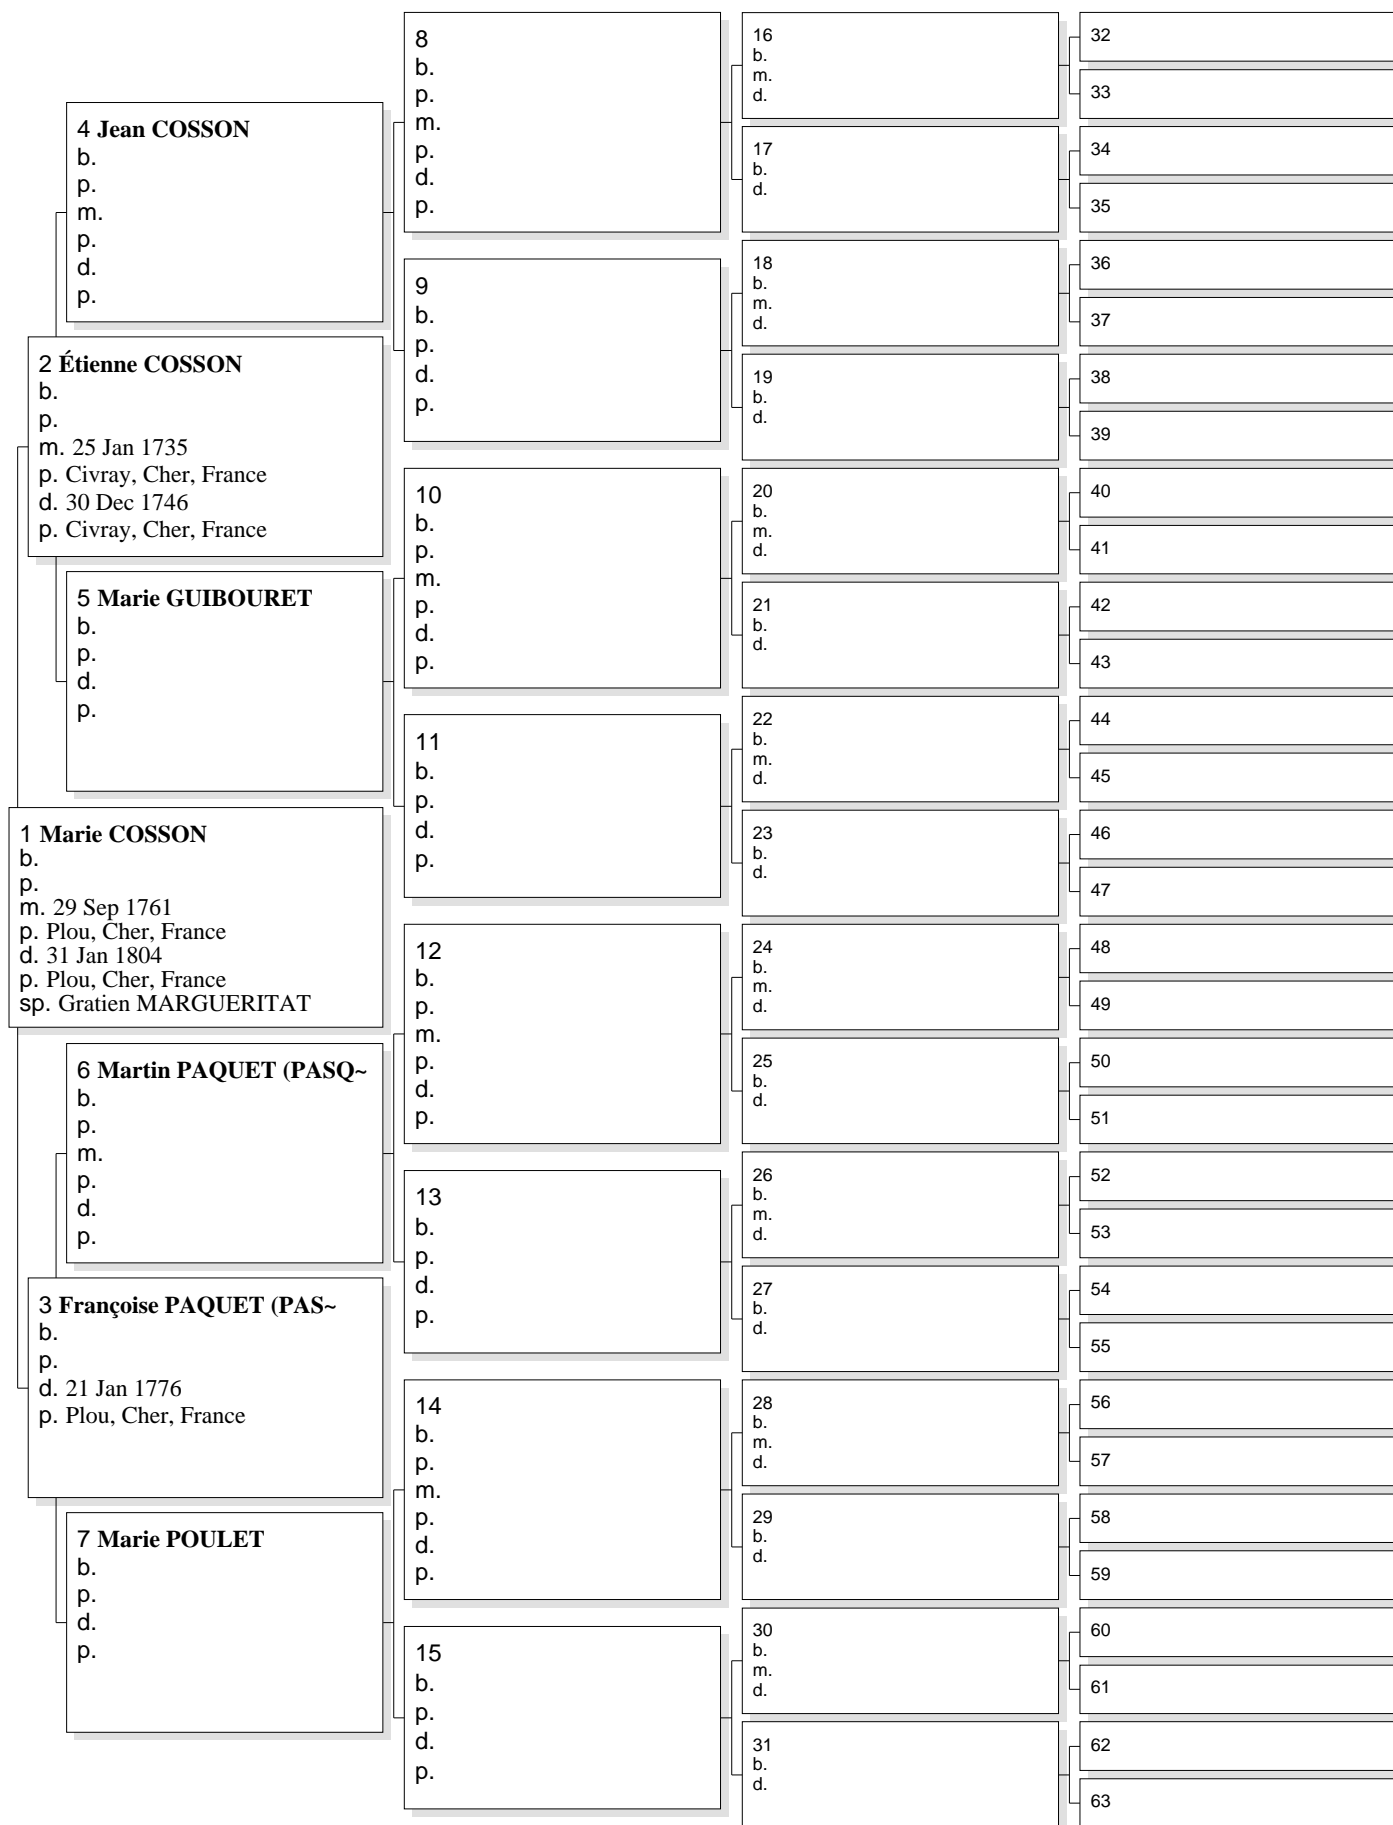 4 Jean COSSON
b.
p.
m.
p.
d.
p.
2 Étienne COSSON
b.
p.
m. 25 Jan 1735
p. Civray, Cher, France
d. 30 Dec 1746
p. Civray, Cher, France
5 Marie GUIBOURET
b.
p.
d.
p.
1 Marie COSSON
b.
p.
m. 29 Sep 1761
p. Plou, Cher, France
d. 31 Jan 1804
p. Plou, Cher, France
sp. Gratien MARGUERITAT
6 Martin PAQUET (PASQ~
b.
p.
m.
p.
d.
p.
3 Françoise PAQUET (PAS~
b.
p.
d. 21 Jan 1776
p. Plou, Cher, France
7 Marie POULET
b.
p.
d.
p.
8
b.
p.
m.
p.
d.
p.
9
b.
p.
d.
p.
10
b.
p.
m.
p.
d.
p.
11
b.
p.
d.
p.
12
b.
p.
m.
p.
d.
p.
13
b.
p.
d.
p.
14
b.
p.
m.
p.
d.
p.
15
b.
p.
d.
p.
16
b.
m.
d.
17
b.
d.
18
b.
m.
d.
19
b.
d.
20
b.
m.
d.
21
b.
d.
22
b.
m.
d.
23
b.
d.
24
b.
m.
d.
25
b.
d.
26
b.
m.
d.
27
b.
d.
28
b.
m.
d.
29
b.
d.
30
b.
m.
d.
31
b.
d.
32
33
34
35
36
37
38
39
40
41
42
43
44
45
46
47
48
49
50
51
52
53
54
55
56
57
58
59
60
61
62
63